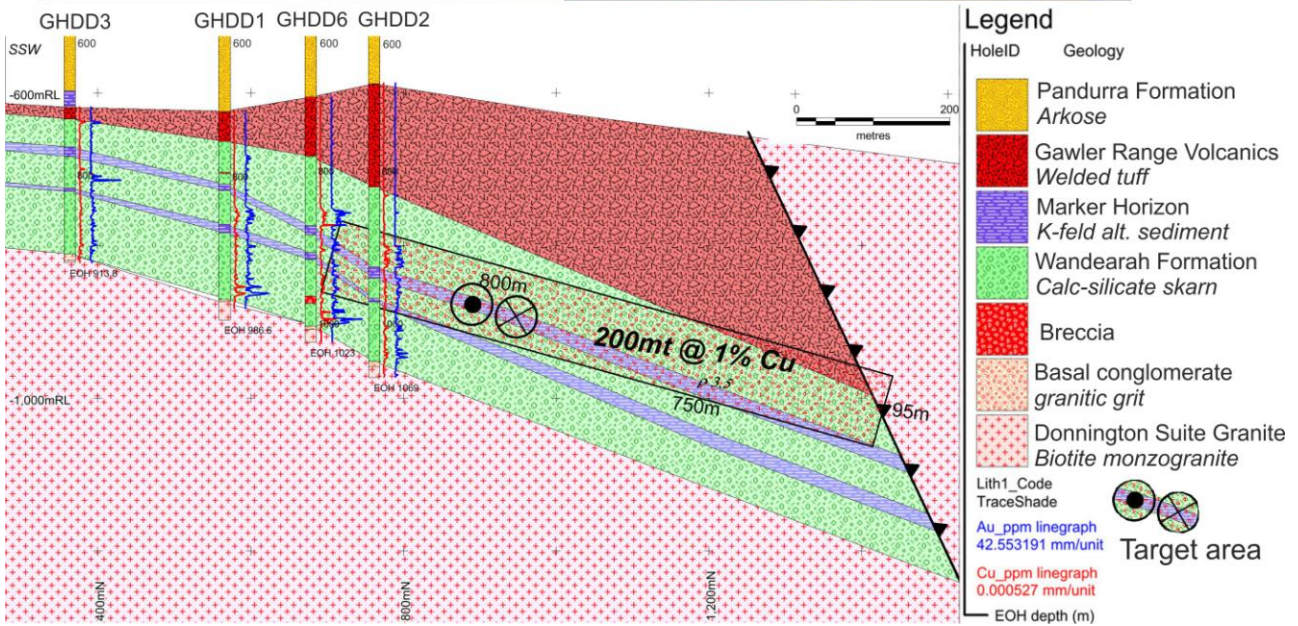 GHDD3 GHDD1 GHDD6 GHDD2
SSW
600 600 600 600
-600mRL
0 200
metres
800 800 800
EOH 913.8
EOH 986.6
EOH 1023
EOH 1069
800m
200mt @ 1% Cu
ρ 3.5
750m
95m
-1,000mRL
400mN
800mN
1,200mN
Legend
HoleID Geology
Pandurra Formation
Arkose
Gawler Range Volcanics
Welded tuff
Marker Horizon
K-feld alt. sediment
Wandearah Formation
Calc-silicate skarn
Breccia
Basal conglomerate
granitic grit
Donnington Suite Granite
Biotite monzogranite
Lith1_Code
TraceShade
Au_ppm linegraph
42.553191 mm/unit
Cu_ppm linegraph
0.000527 mm/unit
Target area
EOH depth (m)